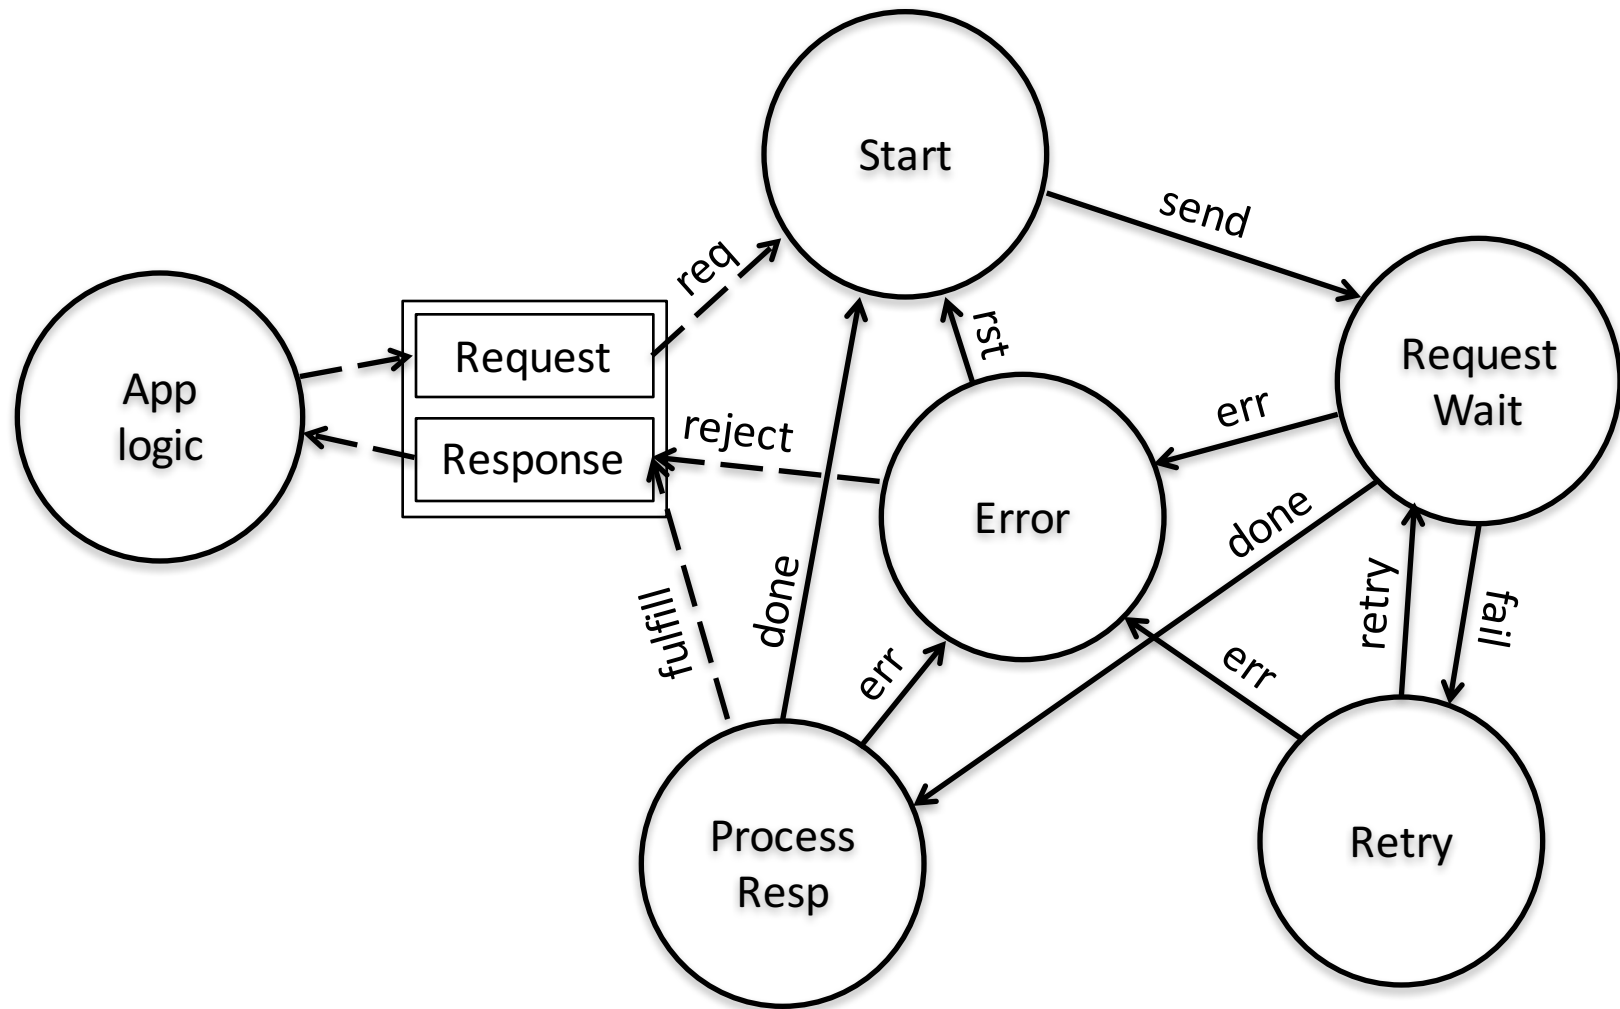 Start
send
req
rst
Request
Wait
App
logic
Request
Response
reject
err
Error
done
done
fulfill
err
err
retry
fail
Process
Resp
Retry